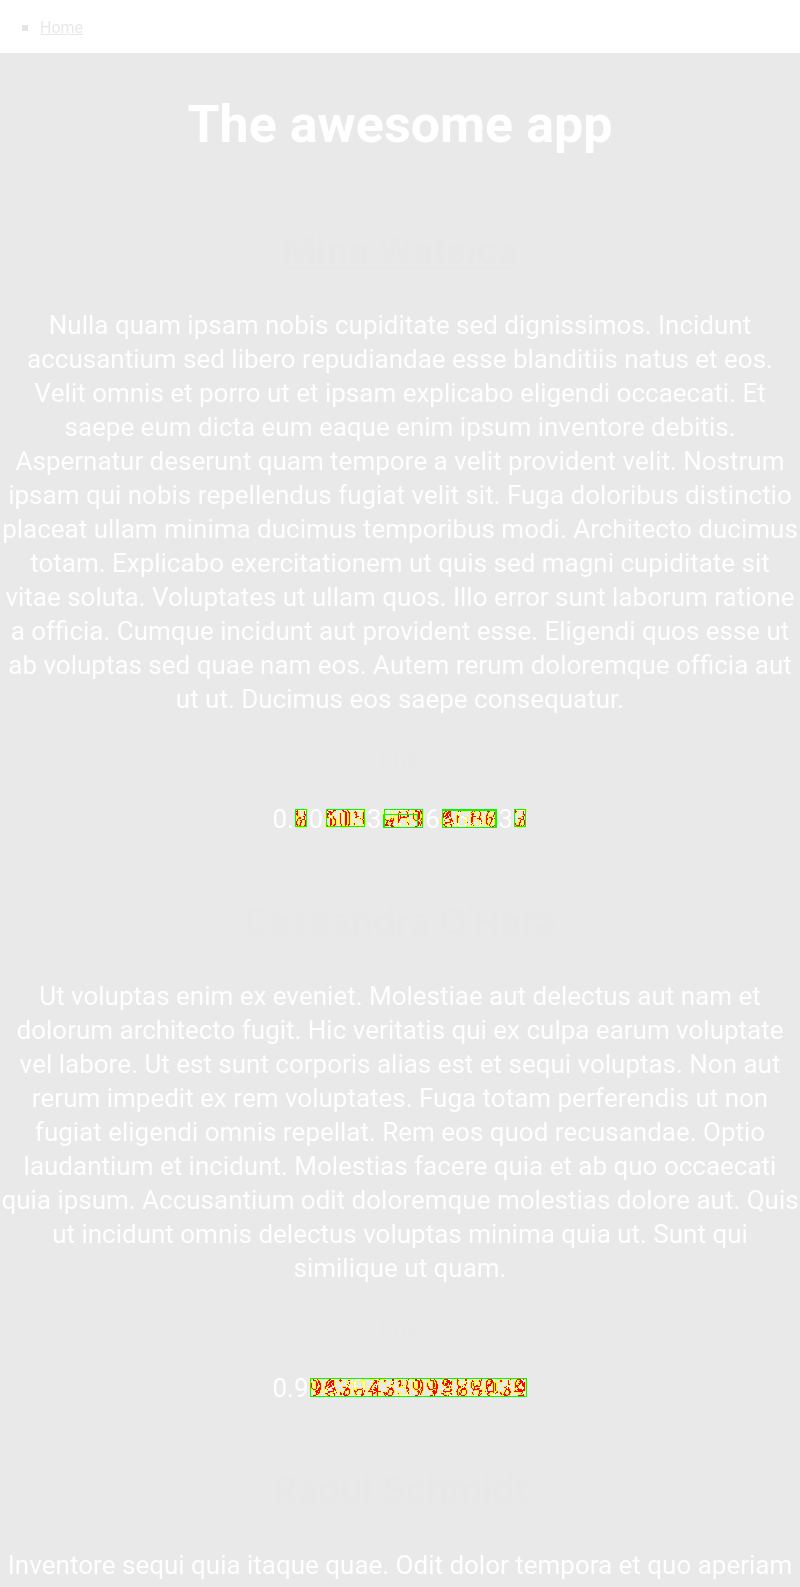 Home
The awesome app
Nulla quam ipsam nobis cupiditate sed dignissimos. Incidunt
accusantium sed libero repudiandae esse blanditiis natus et eos.
Velit omnis et porro ut et ipsam explicabo eligendi occaecati. Et
saepe eum dicta eum eaque enim ipsum inventore debitis.
Aspernatur deserunt quam tempore a velit provident velit. Nostrum
ipsam qui nobis repellendus fugiat velit sit. Fuga doloribus distinctio
placeat ullam minima ducimus temporibus modi. Architecto ducimus
totam. Explicabo exercitationem ut quis sed magni cupiditate sit
vitae soluta. Voluptates ut ullam quos. Illo error sunt laborum ratione
a officia. Cumque incidunt aut provident esse. Eligendi quos esse ut
ab voluptas sed quae nam eos. Autem rerum doloremque officia aut
ut ut. Ducimus eos saepe consequatur.
Ut voluptas enim ex eveniet. Molestiae aut delectus aut nam et
dolorum architecto fugit. Hic veritatis qui ex culpa earum voluptate
vel labore. Ut est sunt corporis alias est et sequi voluptas. Non aut
rerum impedit ex rem voluptates. Fuga totam perferendis ut non
fugiat eligendi omnis repellat. Rem eos quod recusandae. Optio
laudantium et incidunt. Molestias facere quia et ab quo occaecati
quia ipsum. Accusantium odit doloremque molestias dolore aut. Quis
ut incidunt omnis delectus voluptas minima quia ut. Sunt qui
similique ut quam.
Inventore sequi quia itaque quae. Odit dolor tempora et quo aperiam